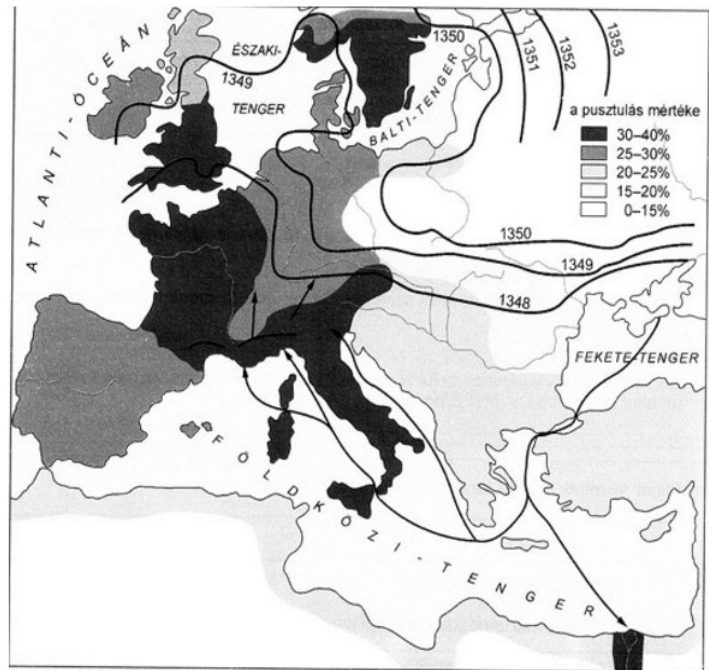 ATLANTI-ÓCEÁN
ÉSZAKI-
TENGER
1349
1350
1351
1352
1353
BALTI-TENGER
a pusztulás mértéke
30–40%
25–30%
20–25%
15–20%
0–15%
1350
1349
1348
FEKETE-TENGER
FÖLDKÖZI-TENGER